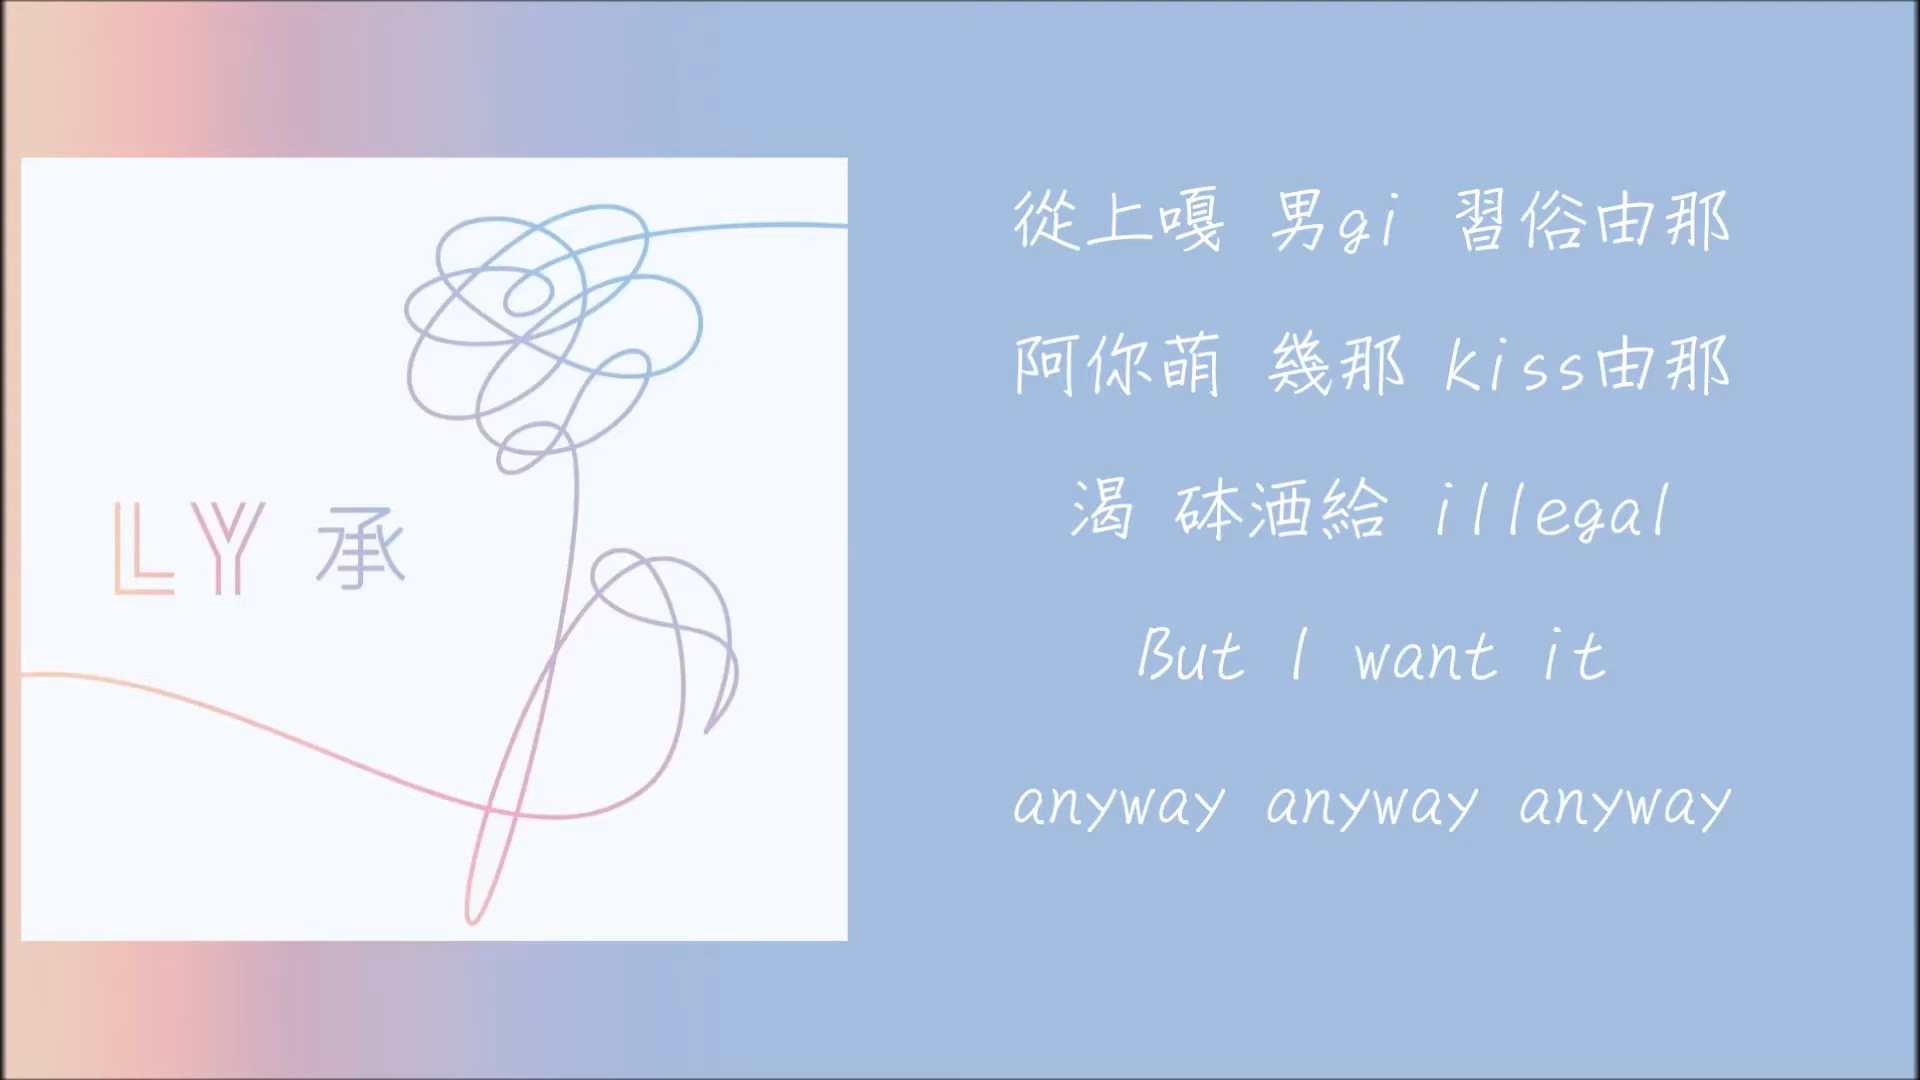 LY 承
從上嘎 男gi 習俗由那
阿你萌 幾那 kiss由那
渴 砵酒給 illegal
But I want it
anyway anyway anyway